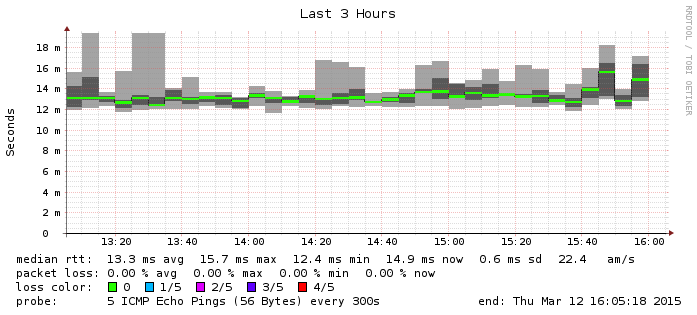 Last 3 Hours
RRDTOOL / TOBI OETIKER
Seconds
18 m
16 m
14 m
12 m
10 m
8 m
6 m
4 m
2 m
0
13:20 13:40 14:00 14:20 14:40 15:00 15:20 15:40 16:00
median rtt: 13.3 ms avg 15.7 ms max 12.4 ms min 14.9 ms now 0.6 ms sd 22.4 am/s
packet loss: 0.00 % avg 0.00 % max 0.00 % min 0.00 % now
loss color: 0 1/5 2/5 3/5 4/5
probe: 5 ICMP Echo Pings (56 Bytes) every 300s end: Thu Mar 12 16:05:18 2015